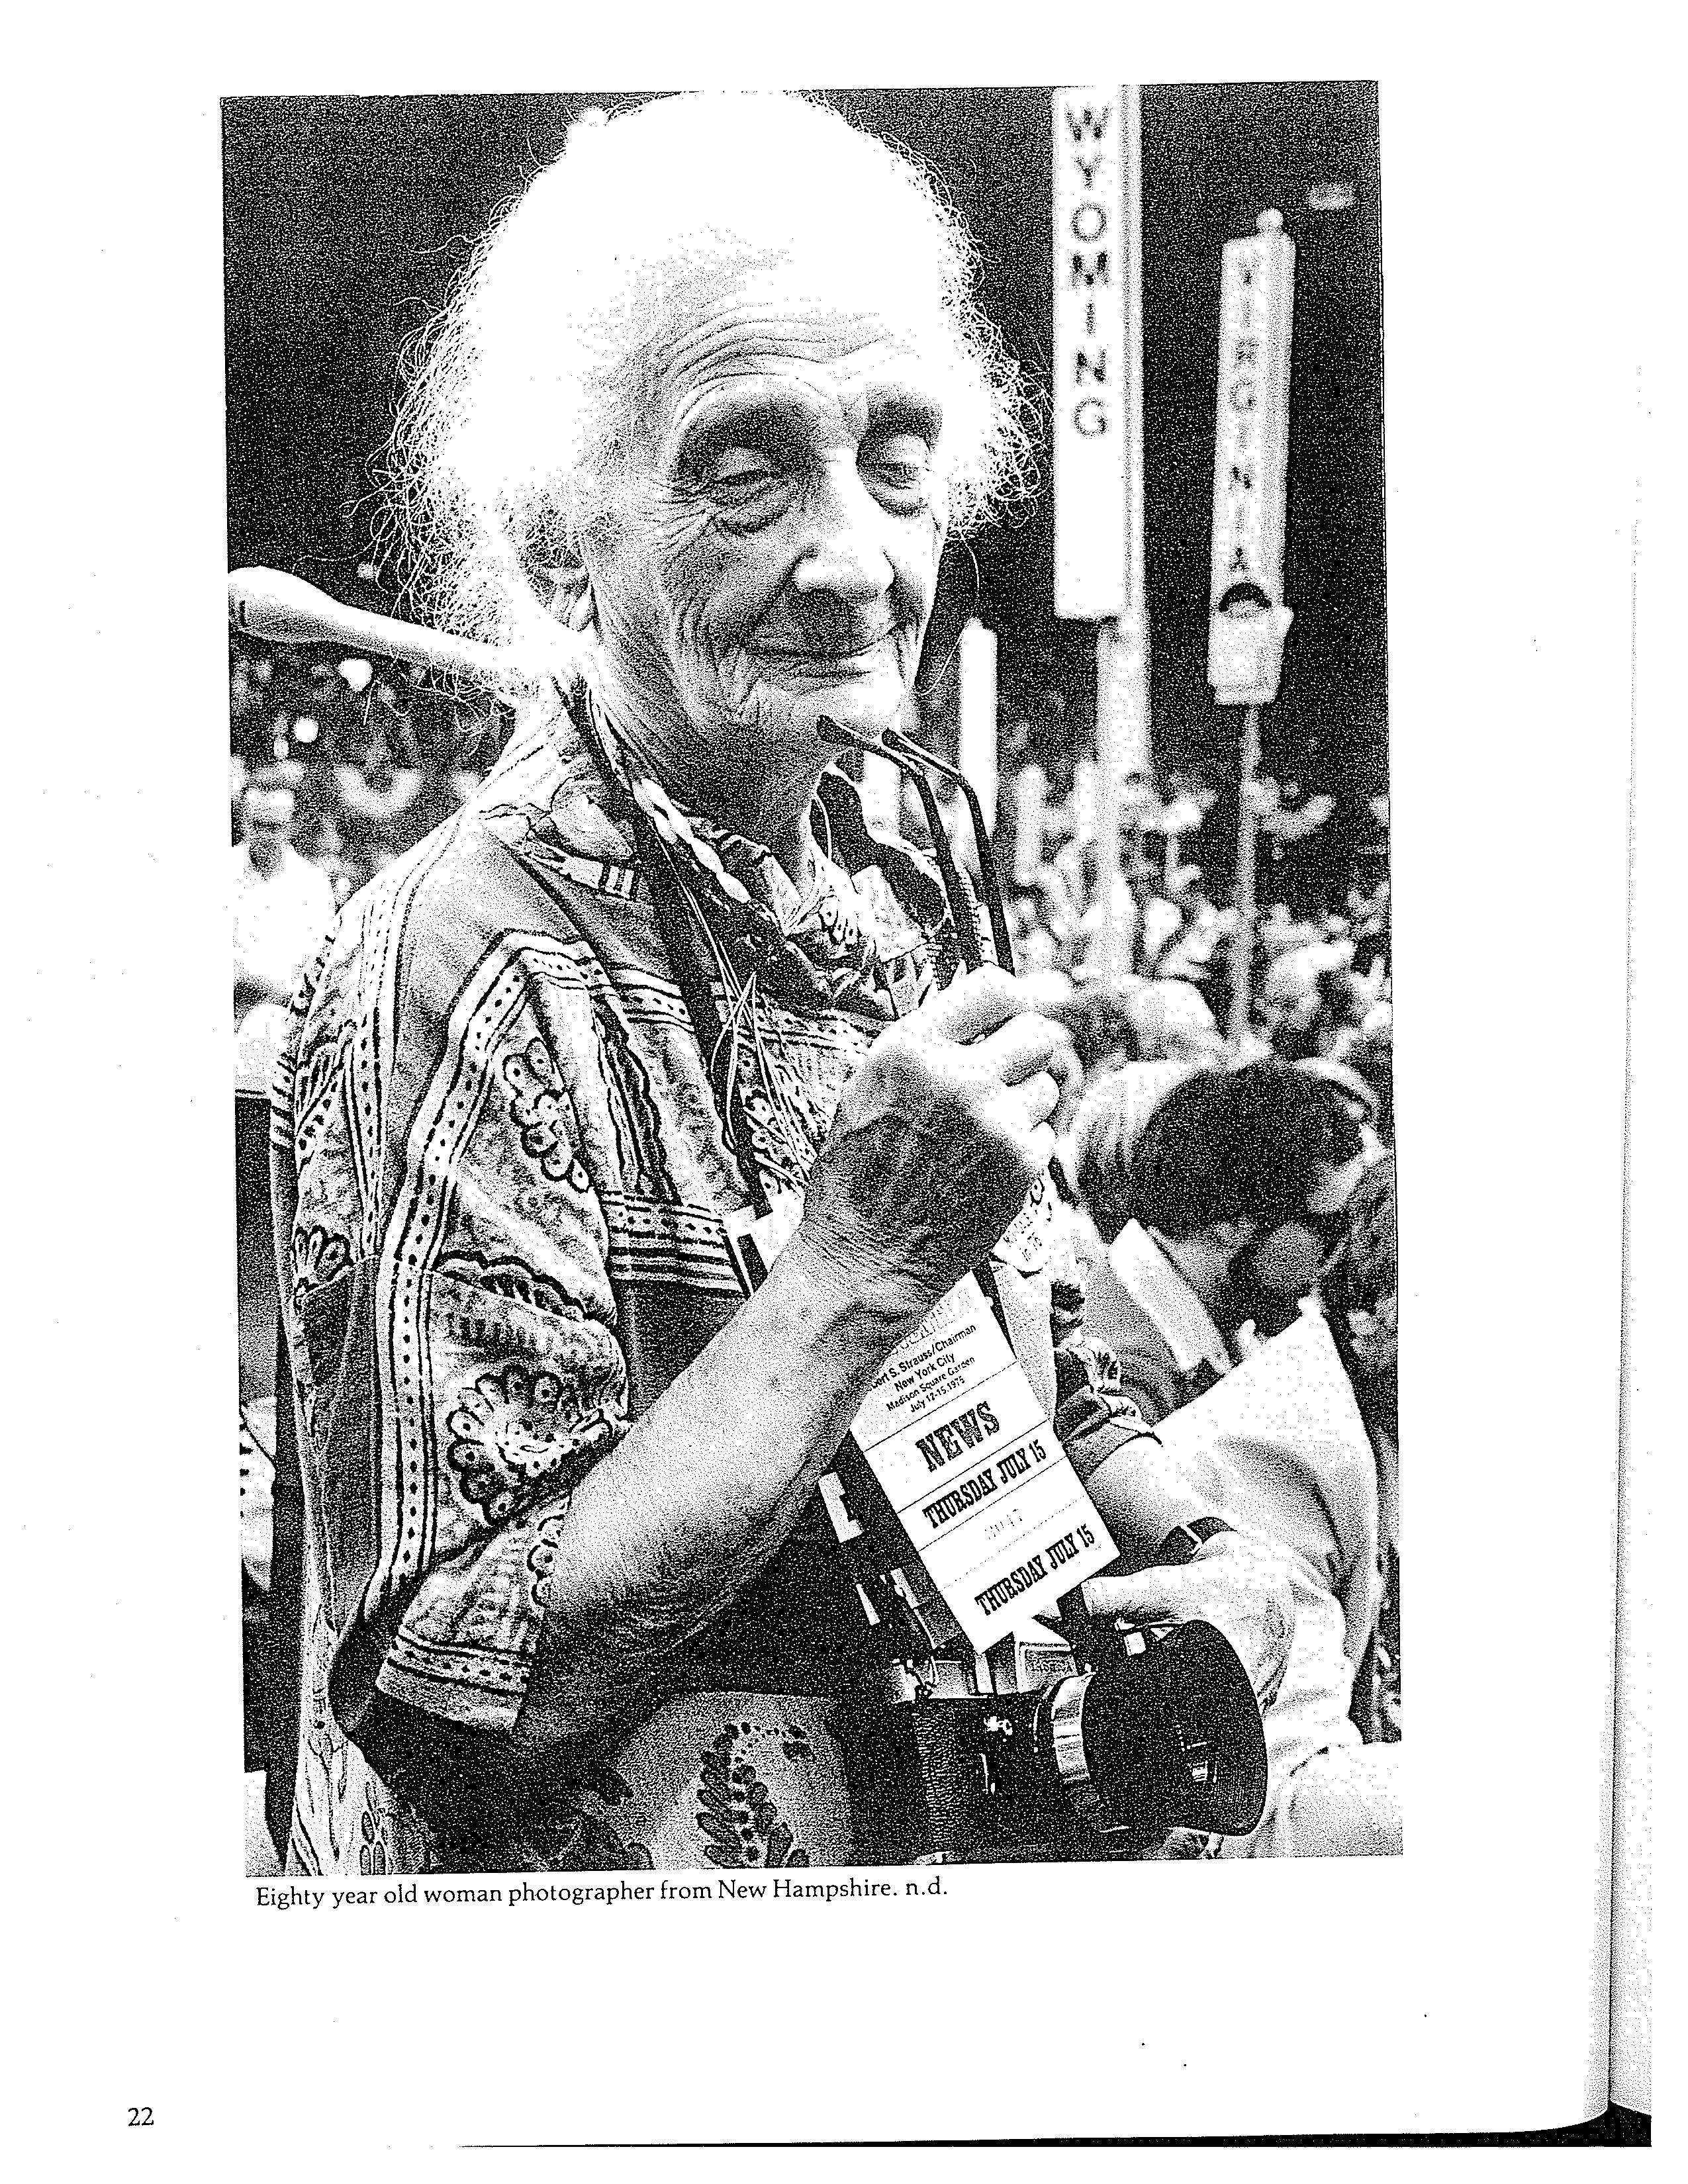 WYOMING
VIRGINIA
S. Strauss/Chairman
New York City
Madison Square Garden
July 12-15, 1976
NEWS
THURSDAY JULY 15
THURSDAY JULY 15
Eighty year old woman photographer from New Hampshire. n.d.
22